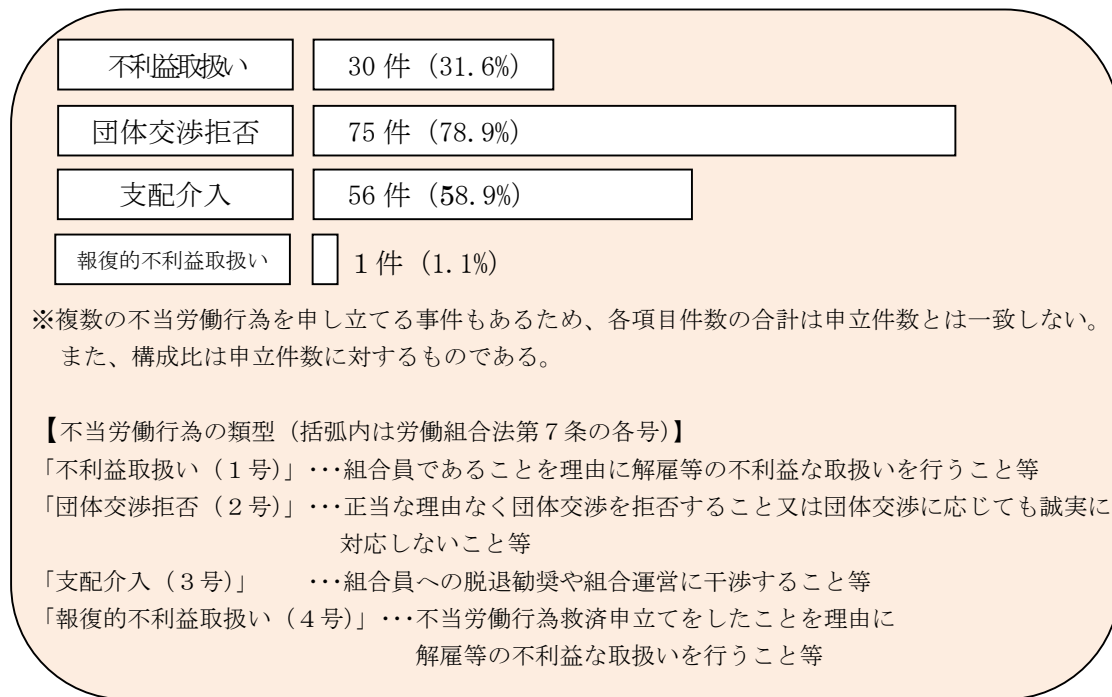 不利益取扱い 30 件（31.6%）
団体交渉拒否 75 件（78.9%）
支配介入 56 件（58.9%）
報復的不利益取扱い １件（1.1%）
※複数の不当労働行為を申し立てる事件もあるため、各項目件数の合計は申立件数とは一致しない。
また、構成比は申立件数に対するものである。
【不当労働行為の類型（括弧内は労働組合法第７条の各号）】
「不利益取扱い（１号）」・・・組合員であることを理由に解雇等の不利益な取扱いを行うこと等
「団体交渉拒否（２号）」・・・正当な理由なく団体交渉を拒否すること又は団体交渉に応じても誠実に
対応しないこと等
「支配介入（３号）」　　・・・組合員への脱退勧奨や組合運営に干渉すること等
「報復的不利益取扱い（４号）」・・・不当労働行為救済申立てをしたことを理由に
解雇等の不利益な取扱いを行うこと等